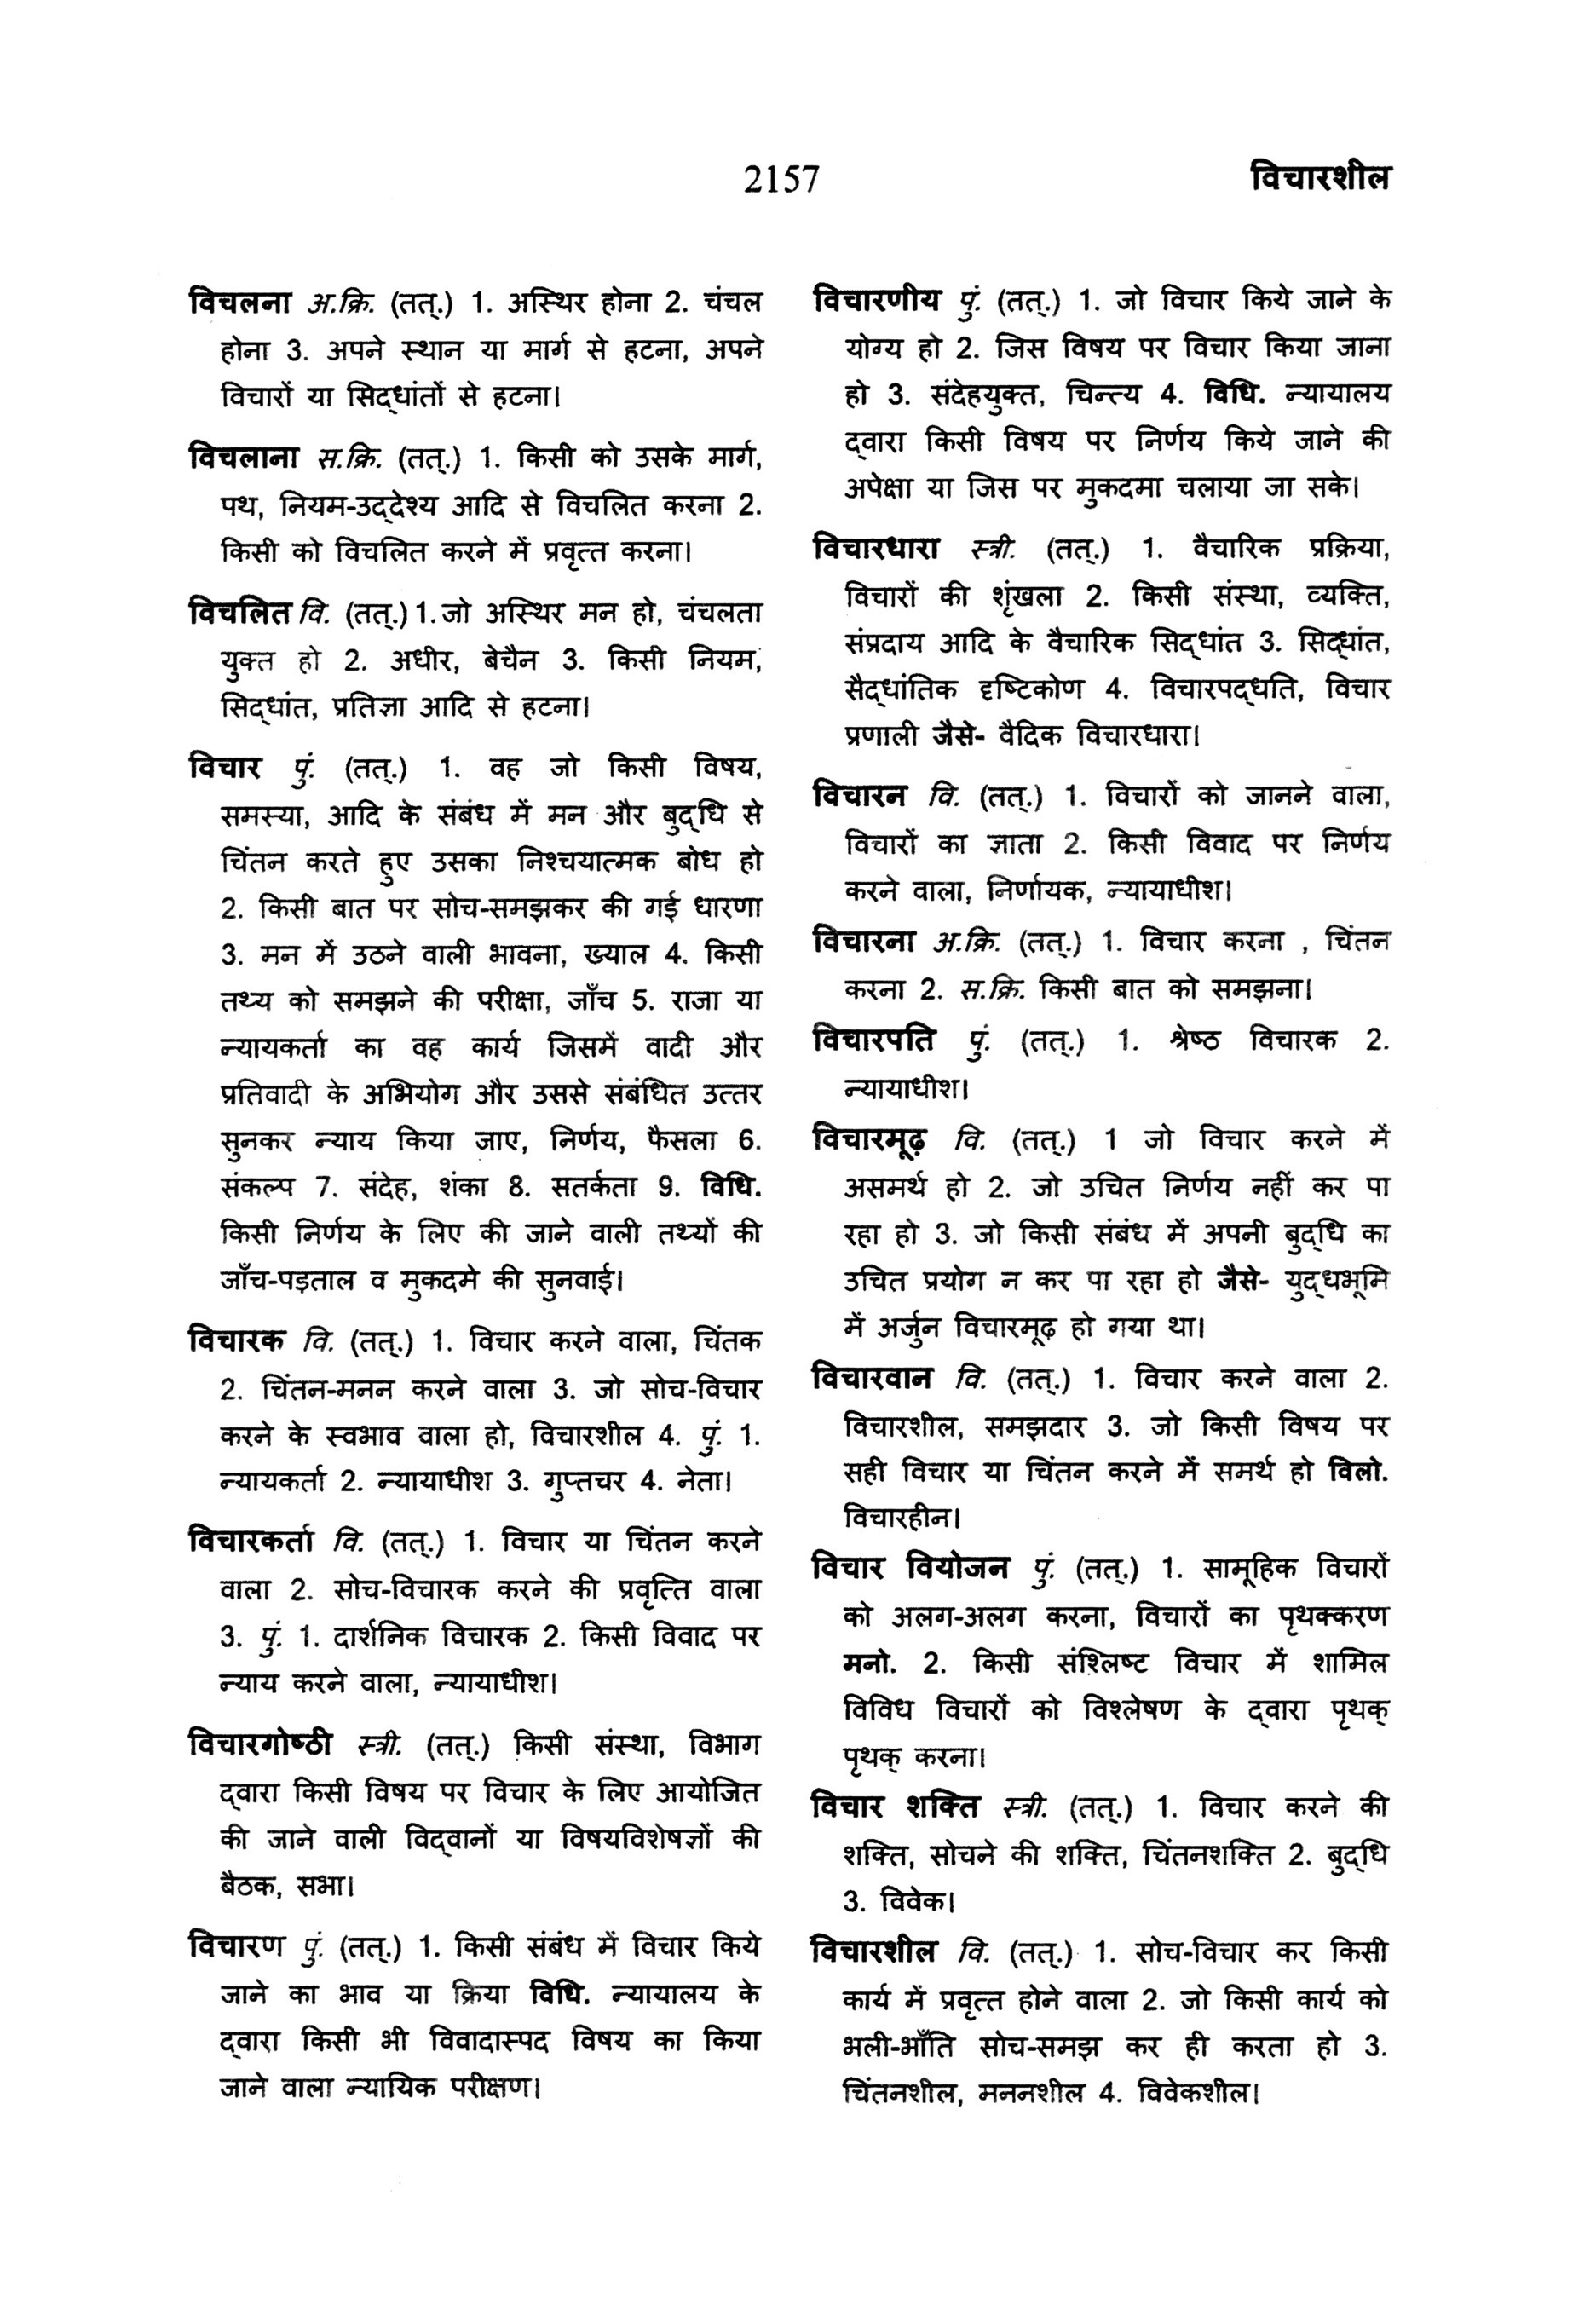 2157
विचारशील
विचलना अ.क्रि. (तत्.) 1. अस्थिर होना 2. चंचल
होना 3. अपने स्थान या मार्ग से हटना, अपने
विचारों या सिद्धांतों से हटना।
विचलाना स.क्रि. (तत्.) 1. किसी को उसके मार्ग,
पथ, नियम-उद्देश्य आदि से विचलित करना 2.
किसी को विचलित करने में प्रवृत्त करना।
विचलित वि. (तत्.) 1.जो अस्थिर मन हो, चंचलता
युक्त हो 2. अधीर, बेचैन 3. किसी नियम,
सिद्धांत, प्रतिज्ञा आदि से हटना।
विचार पुं. (तत्.) 1. वह जो किसी विषय,
समस्या, आदि के संबंध में मन और बुद्धि से
चिंतन करते हुए उसका निश्चयात्मक बोध हो
2. किसी बात पर सोच-समझकर की गई धारणा
3. मन में उठने वाली भावना, ख्याल 4. किसी
तथ्य को समझने की परीक्षा, जाँच 5. राजा या
न्यायकर्ता का वह कार्य जिसमें वादी और
प्रतिवादी के अभियोग और उससे संबंधित उत्तर
सुनकर न्याय किया जाए, निर्णय, फैसला 6.
संकल्प 7. संदेह, शंका 8. सतर्कता 9. विधि.
किसी निर्णय के लिए की जाने वाली तथ्यों की
जाँच-पड़ताल व मुकदमे की सुनवाई।
विचारक वि. (तत्.) 1. विचार करने वाला, चिंतक
2. चिंतन-मनन करने वाला 3. जो सोच-विचार
करने के स्वभाव वाला हो, विचारशील 4. पुं. 1.
न्यायकर्ता 2. न्यायाधीश 3. गुप्तचर 4. नेता।
विचारकर्ता वि. (तत्.) 1. विचार या चिंतन करने
वाला 2. सोच-विचारक करने की प्रवृत्ति वाला
3. पुं. 1. दार्शनिक विचारक 2. किसी विवाद पर
न्याय करने वाला, न्यायाधीश।
विचारगोष्ठी स्त्री. (तत्.) किसी संस्था, विभाग
द्वारा किसी विषय पर विचार के लिए आयोजित
की जाने वाली विद्वानों या विषयविशेषज्ञों की
बैठक, सभा।
विचारण पुं. (तत्.) 1. किसी संबंध में विचार किये
जाने का भाव या क्रिया विधि. न्यायालय के
द्वारा किसी भी विवादास्पद विषय का किया
जाने वाला न्यायिक परीक्षण।
विचारणीय पुं. (तत्.) 1. जो विचार किये जाने के
योग्य हो 2. जिस विषय पर विचार किया जाना
हो 3. संदेहयुक्त, चिन्त्य 4. विधि. न्यायालय
द्वारा किसी विषय पर निर्णय किये जाने की
अपेक्षा या जिस पर मुकदमा चलाया जा सके।
विचारधारा स्त्री. (तत्.) 1. वैचारिक प्रक्रिया,
विचारों की शृंखला 2. किसी संस्था, व्यक्ति,
संप्रदाय आदि के वैचारिक सिद्धांत 3. सिद्धांत,
सैद्धांतिक दृष्टिकोण 4. विचारपद्धति, विचार
प्रणाली जैसे- वैदिक विचारधारा।
विचारन वि. (तत्.) 1. विचारों को जानने वाला,
विचारों का ज्ञाता 2. किसी विवाद पर निर्णय
करने वाला, निर्णायक, न्यायाधीश।
विचारना अ.क्रि. (तत्.) 1. विचार करना , चिंतन
करना 2. स.क्रि. किसी बात को समझना।
विचारपति पुं. (तत्.) 1. श्रेष्ठ विचारक 2.
न्यायाधीश।
विचारमूढ़ वि. (तत्.) 1 जो विचार करने में
असमर्थ हो 2. जो उचित निर्णय नहीं कर पा
रहा हो 3. जो किसी संबंध में अपनी बुद्धि का
उचित प्रयोग न कर पा रहा हो जैसे- युद्धभूमि
में अर्जुन विचारमूढ़ हो गया था।
विचारवान वि. (तत्.) 1. विचार करने वाला 2.
विचारशील, समझदार 3. जो किसी विषय पर
सही विचार या चिंतन करने में समर्थ हो विलो.
विचारहीन।
विचार वियोजन पुं. (तत्.) 1. सामूहिक विचारों
को अलग-अलग करना, विचारों का पृथक्करण
मनो. 2. किसी संश्लिष्ट विचार में शामिल
विविध विचारों को विश्लेषण के द्वारा पृथक्
पृथक् करना।
विचार शक्ति स्त्री. (तत्.) 1. विचार करने की
शक्ति, सोचने की शक्ति, चिंतनशक्ति 2. बुद्धि
3. विवेक।
विचारशील वि. (तत्.) 1. सोच-विचार कर किसी
कार्य में प्रवृत्त होने वाला 2. जो किसी कार्य को
भली-भाँति सोच-समझ कर ही करता हो 3.
चिंतनशील, मननशील 4. विवेकशील।